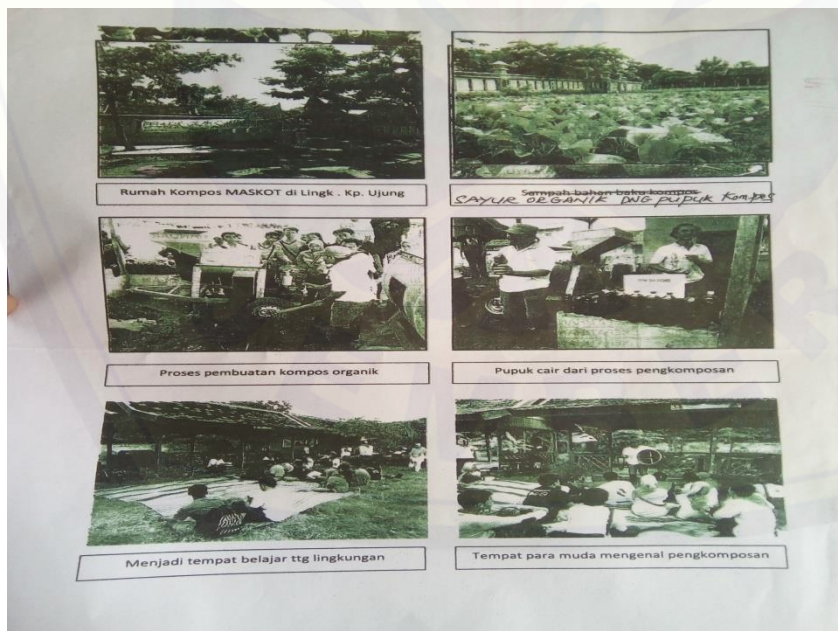 Rumah Kompos MASKOT di Lingk . Kp. Ujung
Sampah bahan baku kompos
SAYUR ORGANIK DNG PUPUK Kompos
Proses pembuatan kompos organik
Pupuk cair dari proses pengkomposan
Menjadi tempat belajar ttg lingkungan
Tempat para muda mengenal pengkomposan